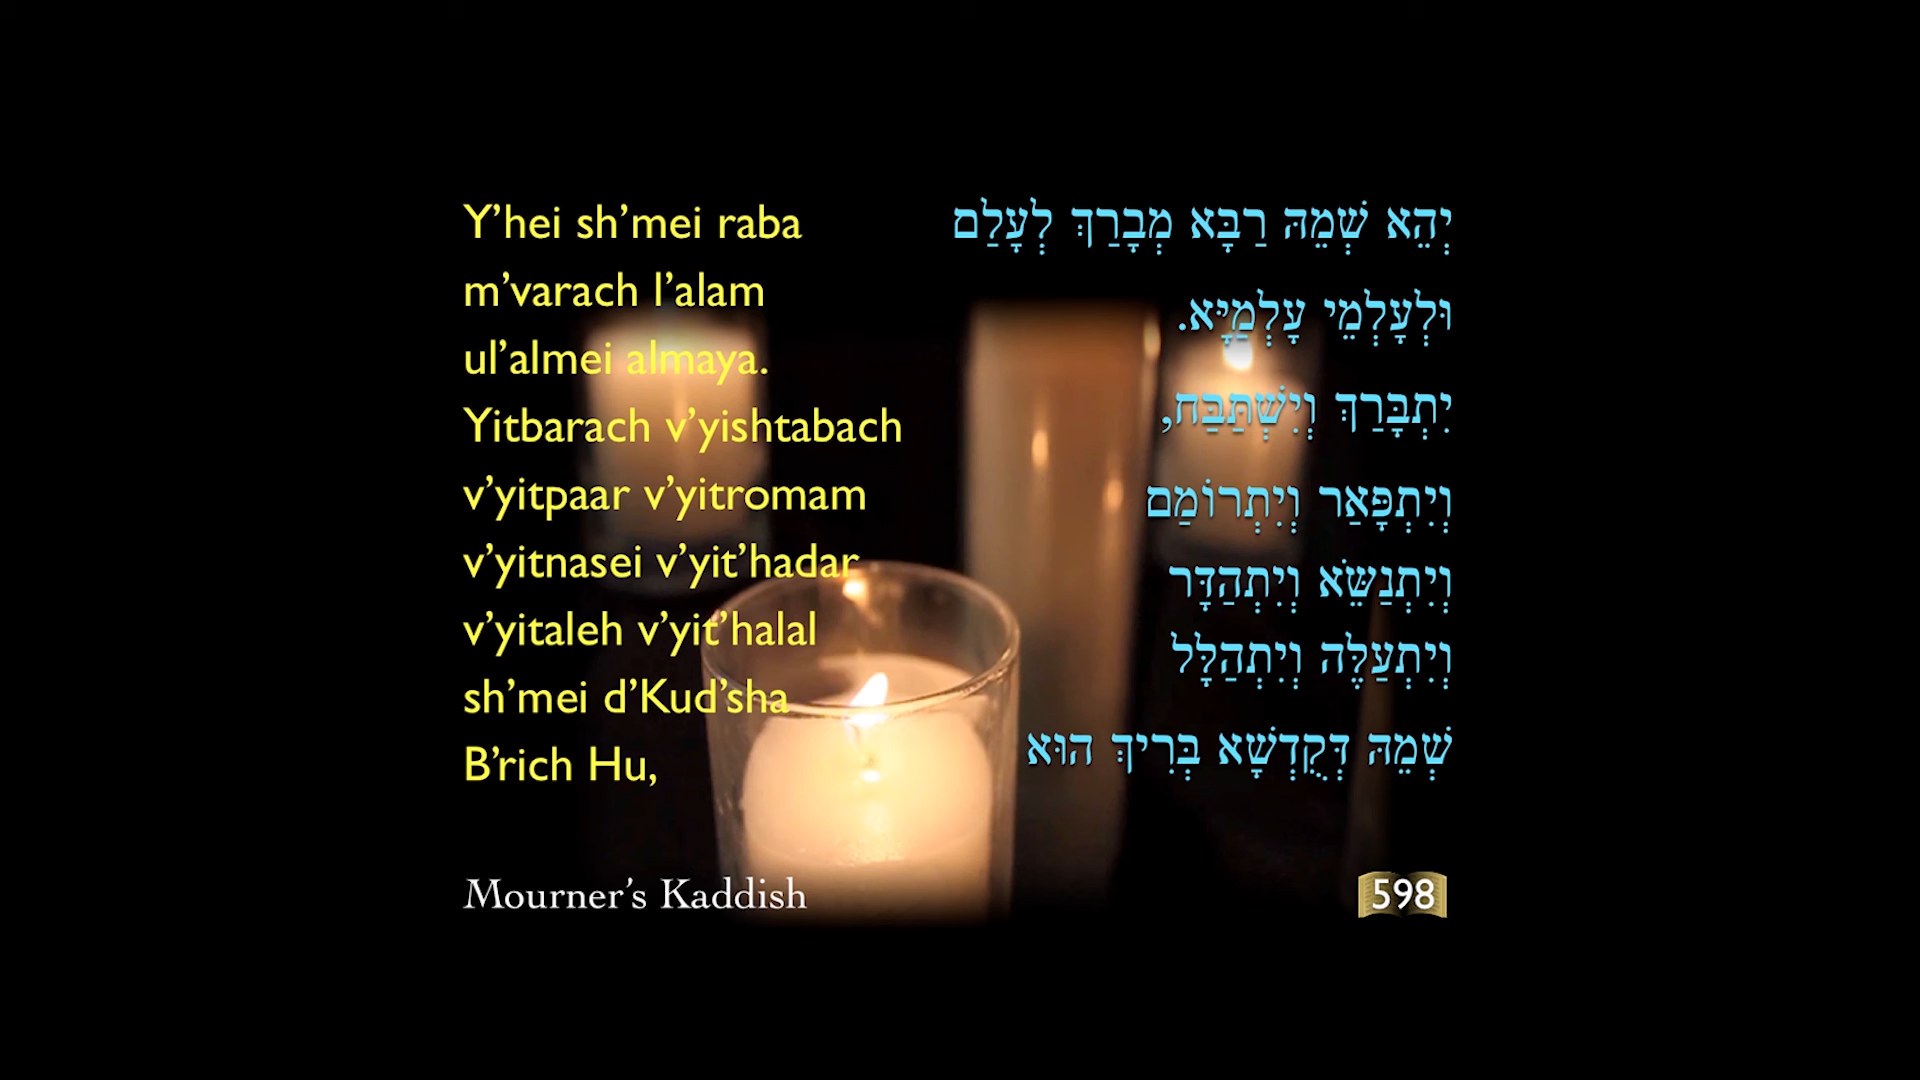 Y’hei sh’mei raba
m’varach l’alam
ul’almei almaya.
Yitbarach v’yishtabach
v’yitpaar v’yitromam
v’yitnasei v’yit’hadar
v’yitaleh v’yit’halal
sh’mei d’Kud’sha
B’rich Hu,
יְהֵא שְׁמֵהּ רַבָּא מְבָרַךְ לְעָלַם
וּלְעָלְמֵי עָלְמַיָּא.
יִתְבָּרַךְ וְיִשְׁתַּבַּח,
וְיִתְפָּאַר וְיִתְרוֹמַם
וְיִתְנַשֵּׂא וְיִתְהַדָּר
וְיִתְעַלֶּה וְיִתְהַלָּל
שְׁמֵהּ דְּקֻדְשָׁא בְּרִיךְ הוּא
Mourner’s Kaddish
598